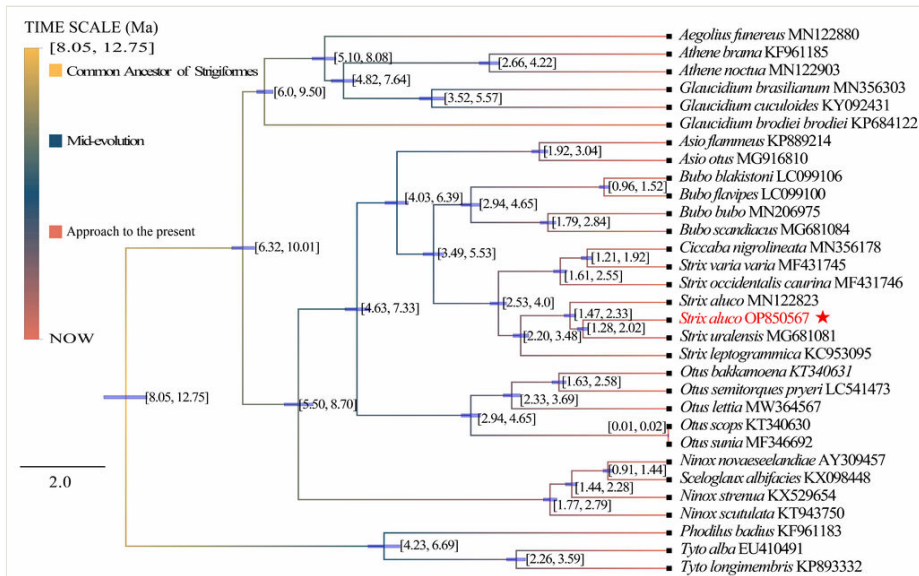 TIME SCALE (Ma)
[8.05, 12.75]
Common Ancestor of Strigiformes
Mid-evolution
Approach to the present
NOW
2.0
Aegolius funereus MN122880
[5.10, 8.08]
Athene brama KF961185
[2.66, 4.22]
Athene noctua MN122903
[4.82, 7.64]
[6.0, 9.50]
Glaucidium brasilianum MN356303
[3.52, 5.57]
Glaucidium cuculoides KY092431
Glaucidium brodiei brodiei KP684122
Asio flammeus KP889214
[1.92, 3.04]
Asio otus MG916810
Bubo blakistoni LC099106
[0.96, 1.52]
Bubo flavipes LC099100
[4.03, 6.39]
[2.94, 4.65]
Bubo bubo MN206975
[1.79, 2.84]
Bubo scandiacus MG681084
[6.32, 10.01]
[3.49, 5.53]
Ciccaba nigrolineata MN356178
[1.21, 1.92]
Strix varia varia MF431745
[1.61, 2.55]
Strix occidentalis caurina MF431746
[2.53, 4.0]
Strix aluco MN122823
[4.63, 7.33]
[1.47, 2.33]
Strix aluco OP850567
[1.28, 2.02]
[2.20, 3.48]
Strix uralensis MG681081
Strix leptogrammica KC953095
Otus bakkamoena KT340631
[1.63, 2.58]
Otus semitorques pryeri LC541473
[2.33, 3.69]
[8.05, 12.75]
[5.50, 8.70]
Otus lettia MW364567
[2.94, 4.65]
Otus scops KT340630
[0.01, 0.02]
Otus sunia MF346692
Ninox novaeseelandiae AY309457
[0.91, 1.44]
Sceloglaux albifacies KX098448
[1.44, 2.28]
Ninox strenua KX529654
[1.77, 2.79]
Ninox scutulata KT943750
Phodilus badius KF961183
[4.23, 6.69]
Tyto alba EU410491
[2.26, 3.59]
Tyto longimembris KP893332